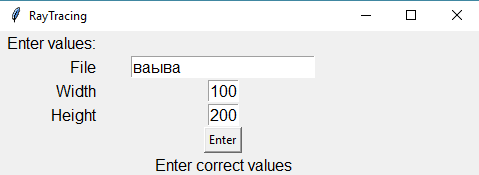 RayTracing
Enter values:
File ваыва
Width 100
Height 200
Enter
Enter correct values